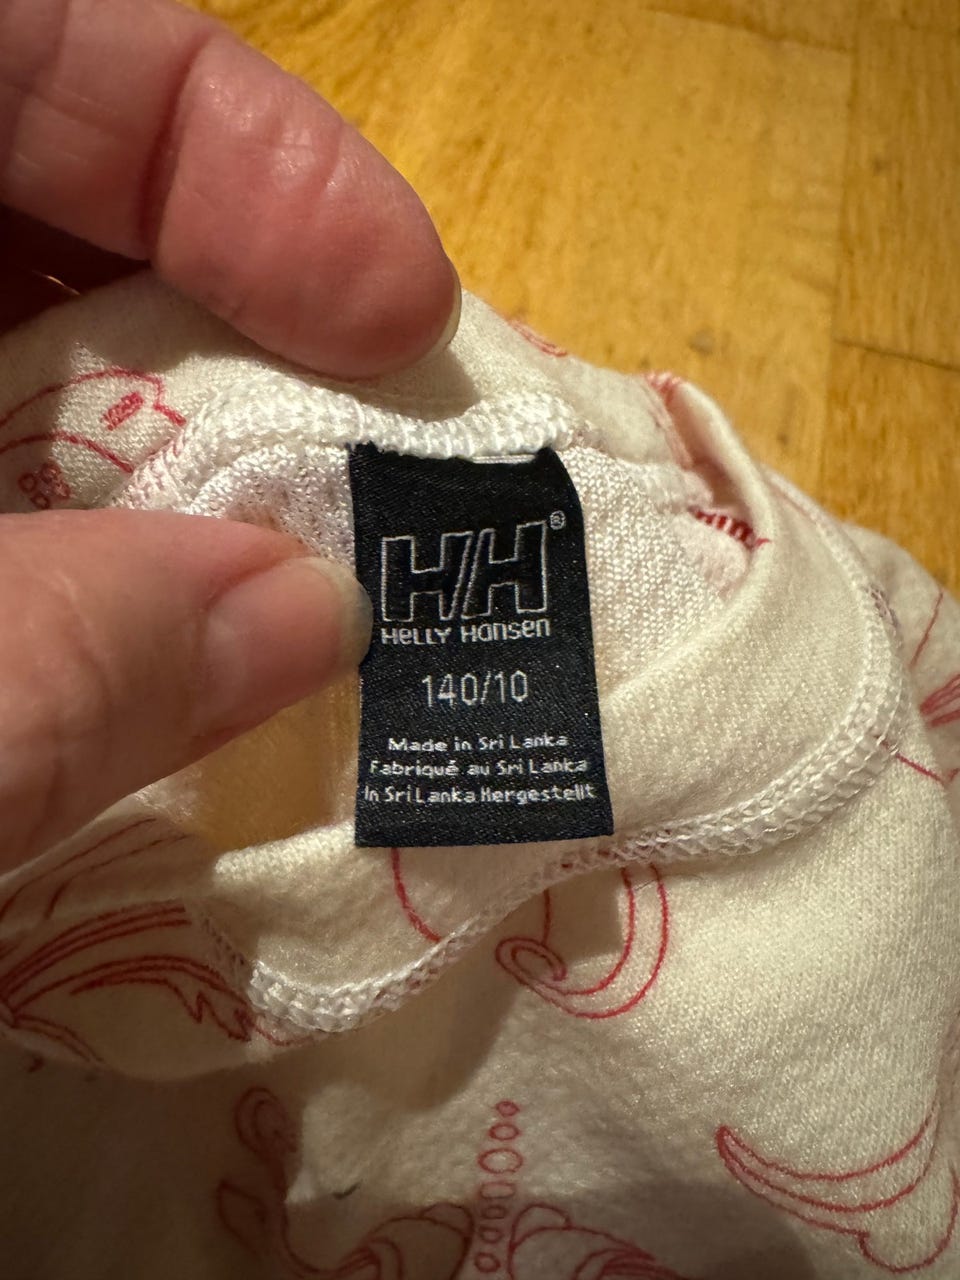 HH®
HELLY HANSEN
140/10
Made in Sri Lanka
Fabriqué au Sri Lanka
In Sri Lanka Hergestellt